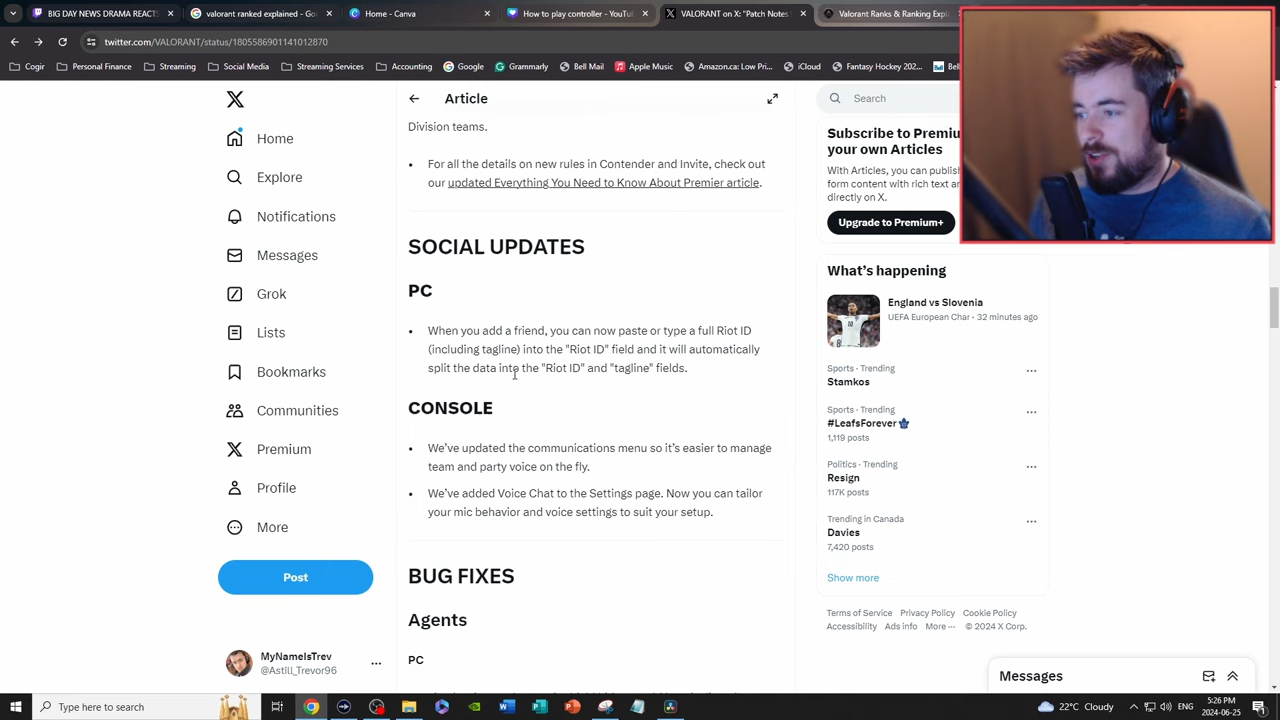 BIG DAY NEWS DRAMA REACTS
Home - Canva
How to play controller - YouTu
VALORANT on X: "Patch Notes
Valorant Ranks & Ranking Expla
twitter.com/VALORANT/status/1805586901141012870
Cogir
Personal Finance
Streaming
Social Media
Streaming Services
Accounting
Grammarly
Bell Mail
Apple Music
Amazon.ca: Low Pri...
iCloud
Fantasy Hockey 202...
Home
Explore
Notifications
Messages
Grok
Lists
Bookmarks
Communities
Premium
Profile
More
Post
MyNameIsTrev
@Astill_Trevor96
Article
Division teams.
• For all the details on new rules in Contender and Invite, check out
our updated Everything You Need to Know About Premier article.
SOCIAL UPDATES
PC
• When you add a friend, you can now paste or type a full Riot ID
(including tagline) into the "Riot ID" field and it will automatically
split the data into the "Riot ID" and "tagline" fields.
CONSOLE
• We’ve updated the communications menu so it’s easier to manage
team and party voice on the fly.
• We’ve added Voice Chat to the Settings page. Now you can tailor
your mic behavior and voice settings to suit your setup.
BUG FIXES
Agents
PC
Search
Subscribe to Premiu
your own Articles
With Articles, you can publish
form content with rich text an
directly on X.
Upgrade to Premium+
What’s happening
England vs Slovenia
UEFA European Char • 32 minutes ago
Sports · Trending
Stamkos
Sports · Trending
#LeafsForever
1,119 posts
Politics · Trending
Resign
117K posts
Trending in Canada
Davies
7,420 posts
Show more
Terms of Service Privacy Policy Cookie Policy
Accessibility Ads info More ··· © 2024 X Corp.
Messages
Type here to search
22°C Cloudy
ENG
5:26 PM
2024-06-25